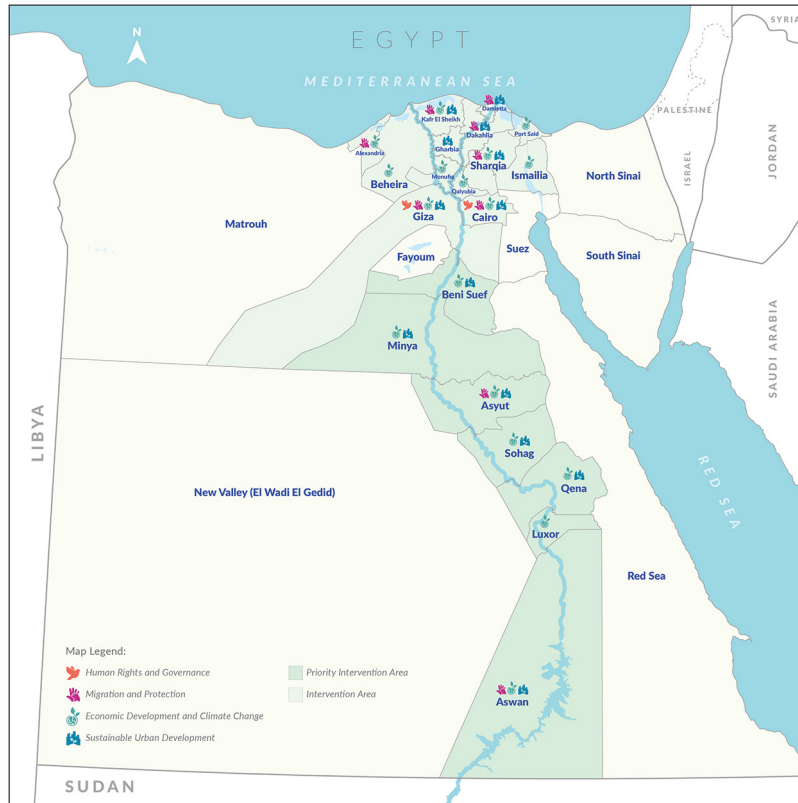 EGYPT
N
SYRIA
MEDITERRANEAN SEA
Damietta
Kafr El Sheikh
PALESTINE
Port Said
Dakahlia
Gharbia
Alexandria
JORDAN
Sharqia
ISRAEL
Monufia
Ismailia
North Sinai
Beheira
Qalyubia
Giza
Cairo
Matrouh
Suez
South Sinai
Fayoum
Beni Suef
Minya
SAUDI ARABIA
Asyut
LIBYA
Sohag
RED SEA
Qena
New Valley (El Wadi El Gedid)
Luxor
Red Sea
Map Legend:
Human Rights and Governance
Priority Intervention Area
Migration and Protection
Intervention Area
Aswan
Economic Development and Climate Change
Sustainable Urban Development
SUDAN